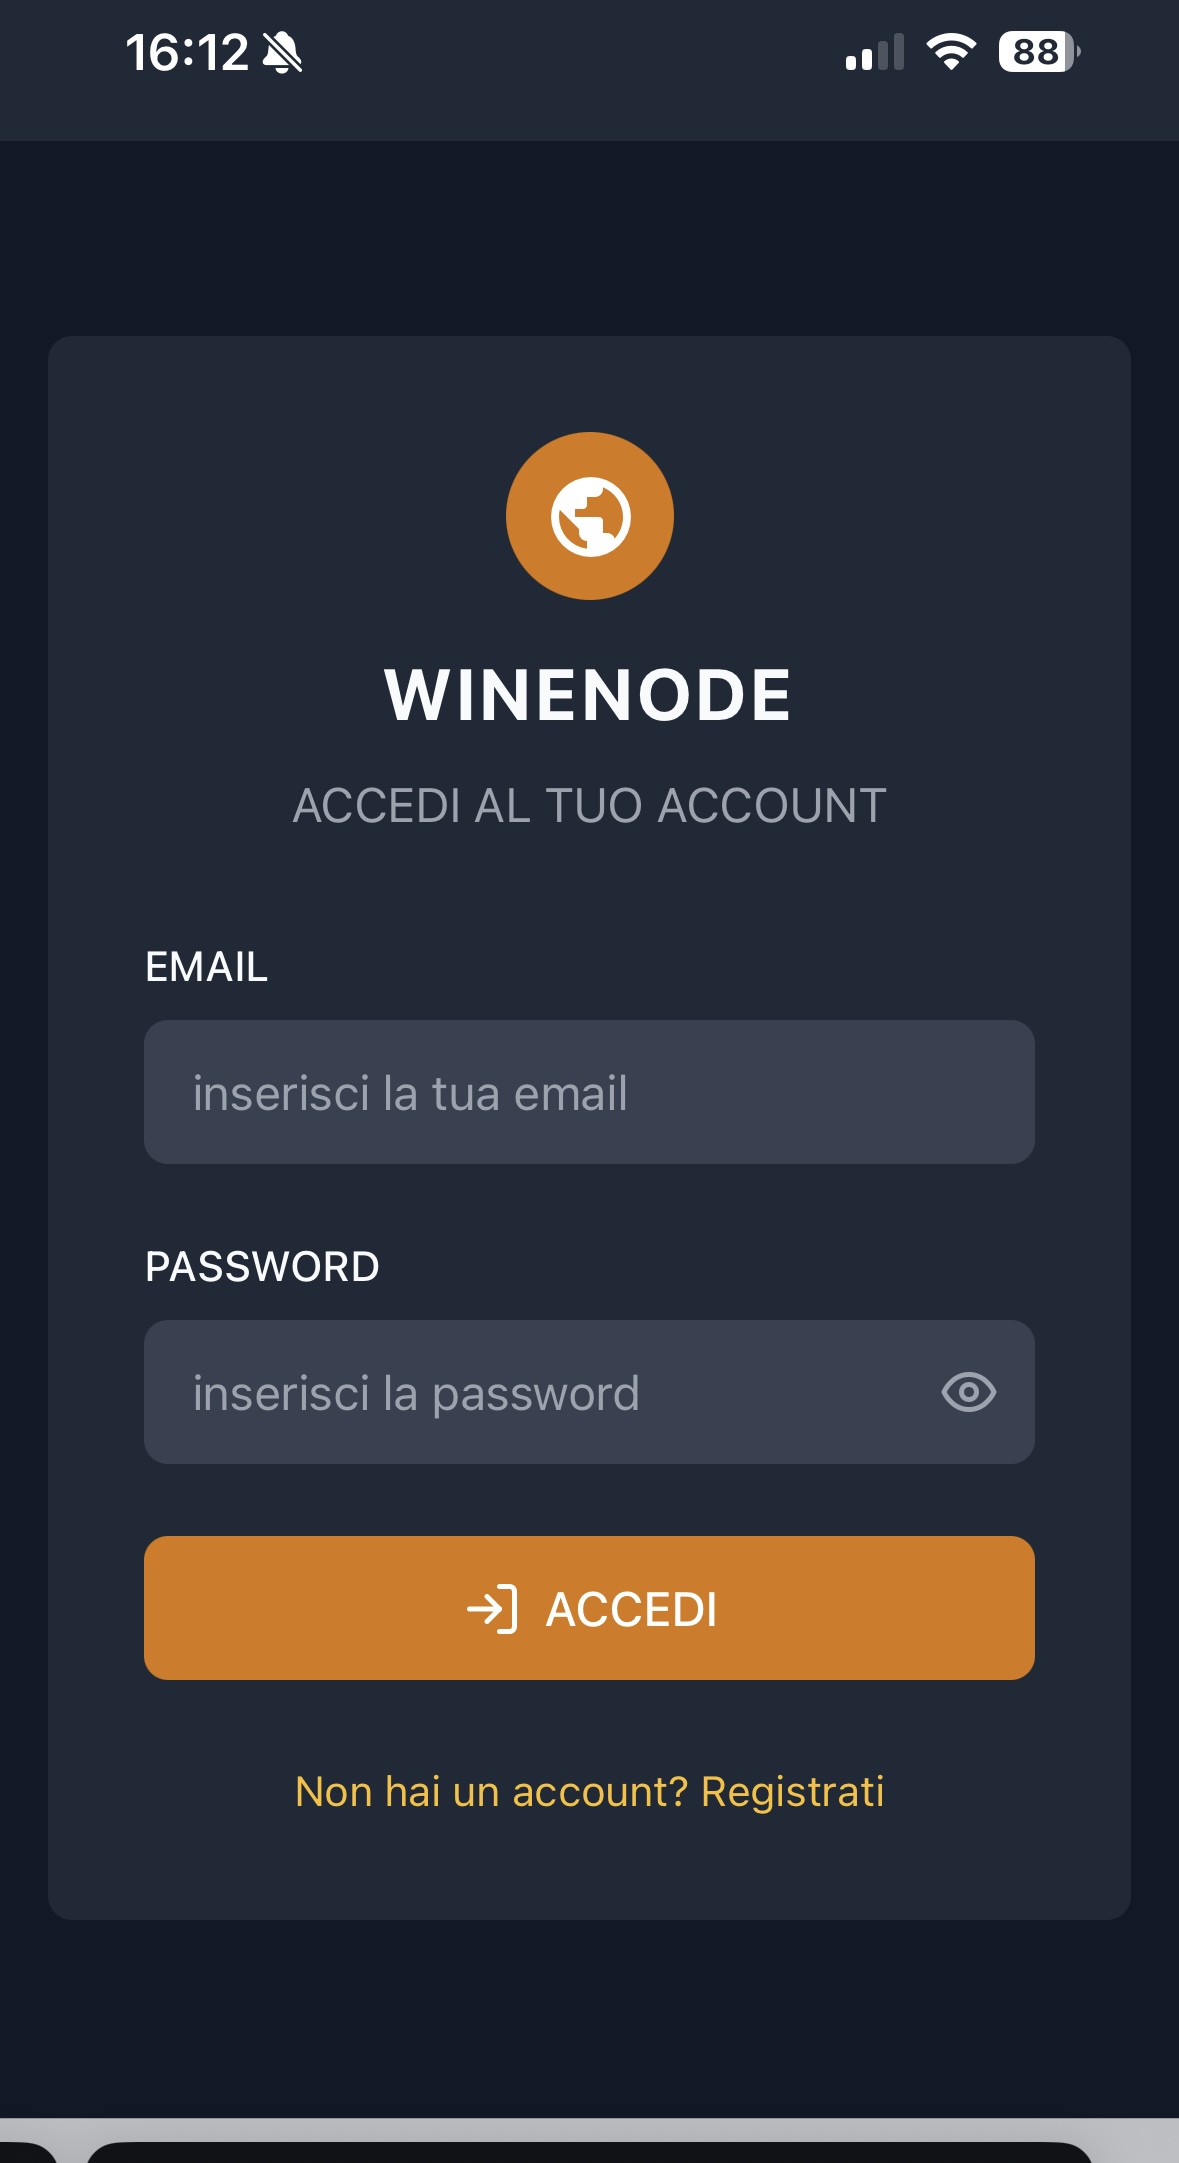 16:12
88
WINENODE
ACCEDI AL TUO ACCOUNT
EMAIL
inserisci la tua email
PASSWORD
inserisci la password
ACCEDI
Non hai un account? Registrati